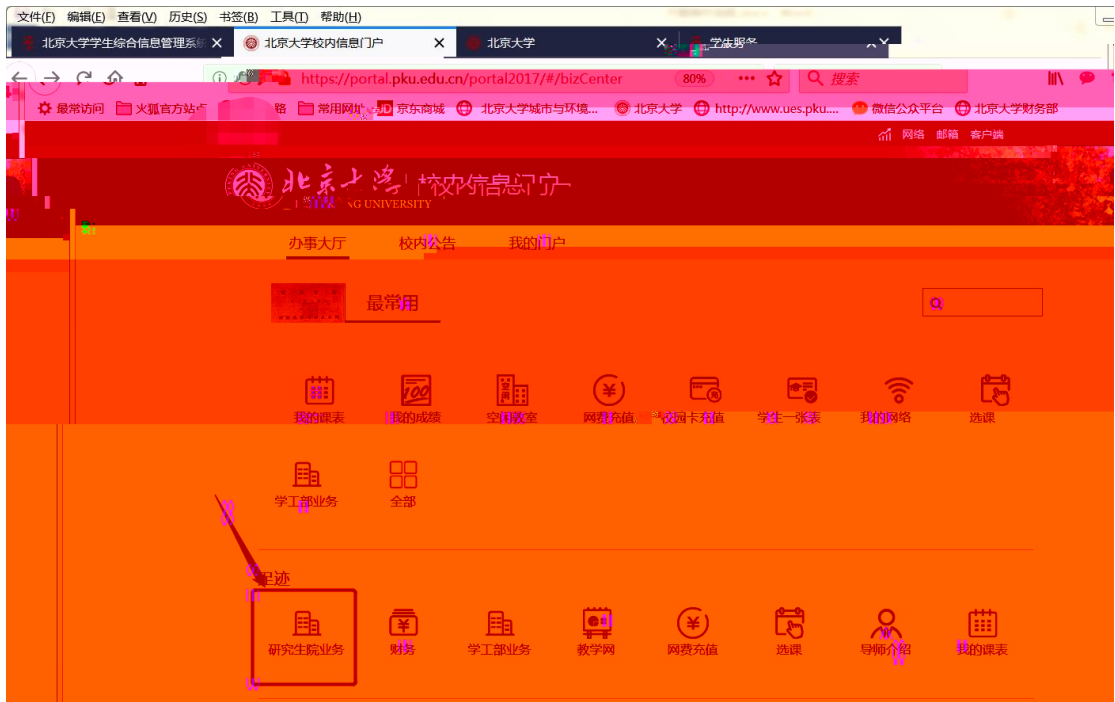 文件(F) 编辑(E) 查看(V) 历史(S) 书签(B) 工具(T) 帮助(H)
北京大学学生综合信息管理系统 北京大学校内信息门户 北京大学
https://portal.pku.edu.cn/portal2017/#/bizCenter 80% 搜索
最常访问 火狐官方站点 常用网址 JD 京东商城 北京大学城市与环境... 北京大学 http://www.ues.pku.... 微信公众平台 北京大学财务部
网络 邮箱 客户端
北京大学 校内信息门户
UNIVERSITY
办事大厅 校内公告 我的门户
最常用
我的课表 我的成绩 空闲教室 网费充值 校园卡充值 学生一张表 我的网络 选课
学工部业务 全部
足迹
研究生院业务 财务 学工部业务 教学网 网费充值 选课 导师介绍 我的课表